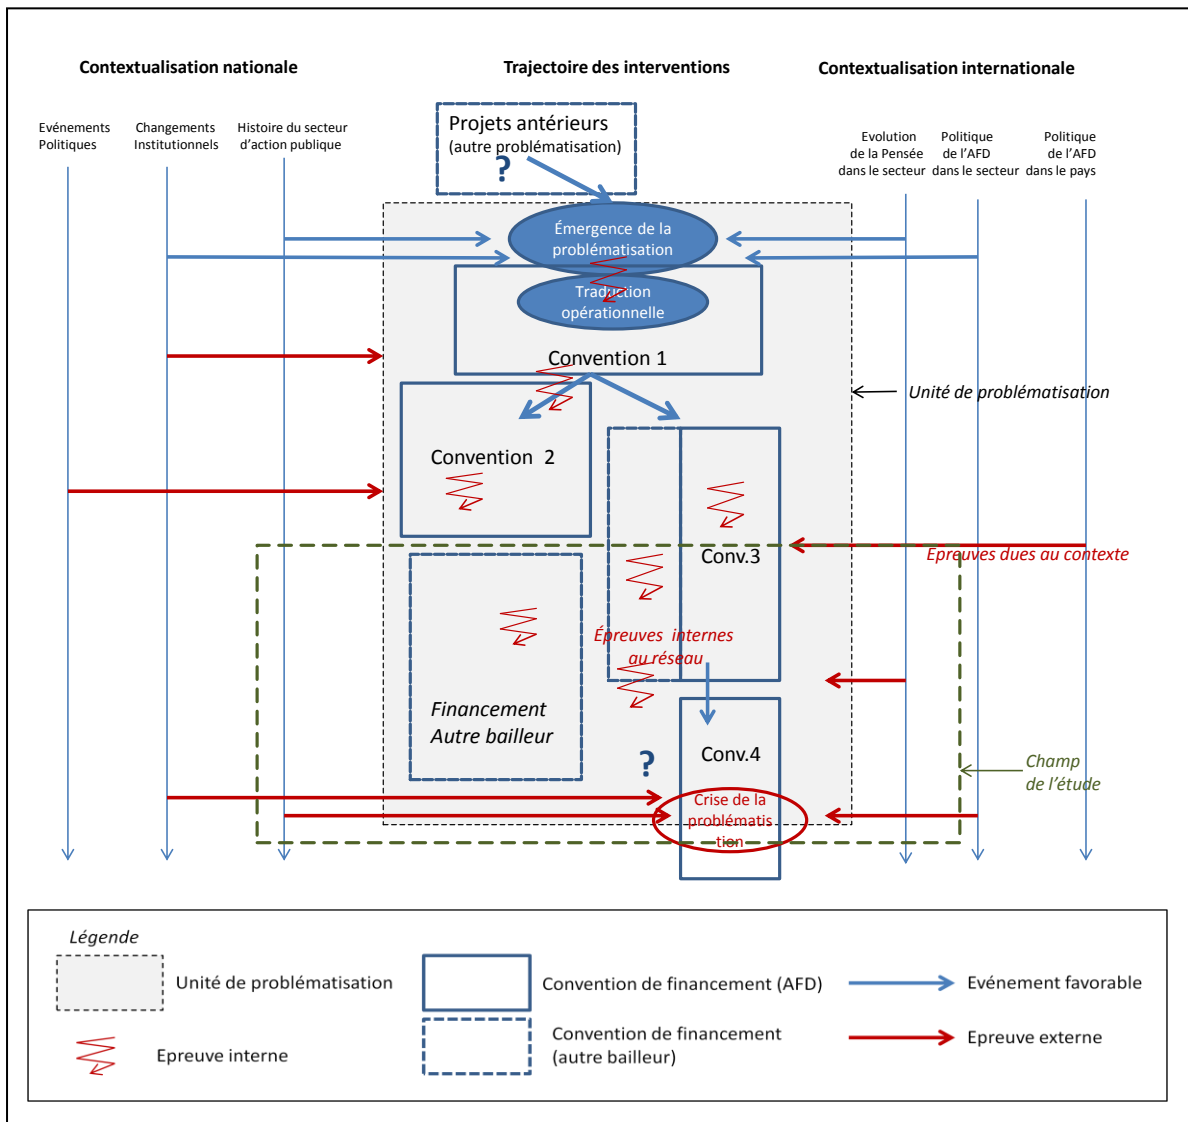 Contextualisation nationale
Trajectoire des interventions
Contextualisation internationale
Evénements
Politiques
Changements
Institutionnels
Histoire du secteur
d'action publique
Projets antérieurs
(autre problématisation)
?
Evolution
de la Pensée
dans le secteur
Politique
de l'AFD
dans le secteur
Politique
de l'AFD
dans le pays
Émergence de la
problématisation
Traduction
opérationnelle
Convention 1
Unité de problématisation
Convention 2
Conv.3
Epreuves dues au contexte
Épreuves internes
au réseau
Financement
Autre bailleur
?
Conv.4
Champ
de l'étude
Crise de la
problématis
tion
Légende
Unité de problématisation
Convention de financement (AFD)
Evénement favorable
Epreuve interne
Convention de financement
(autre bailleur)
Epreuve externe